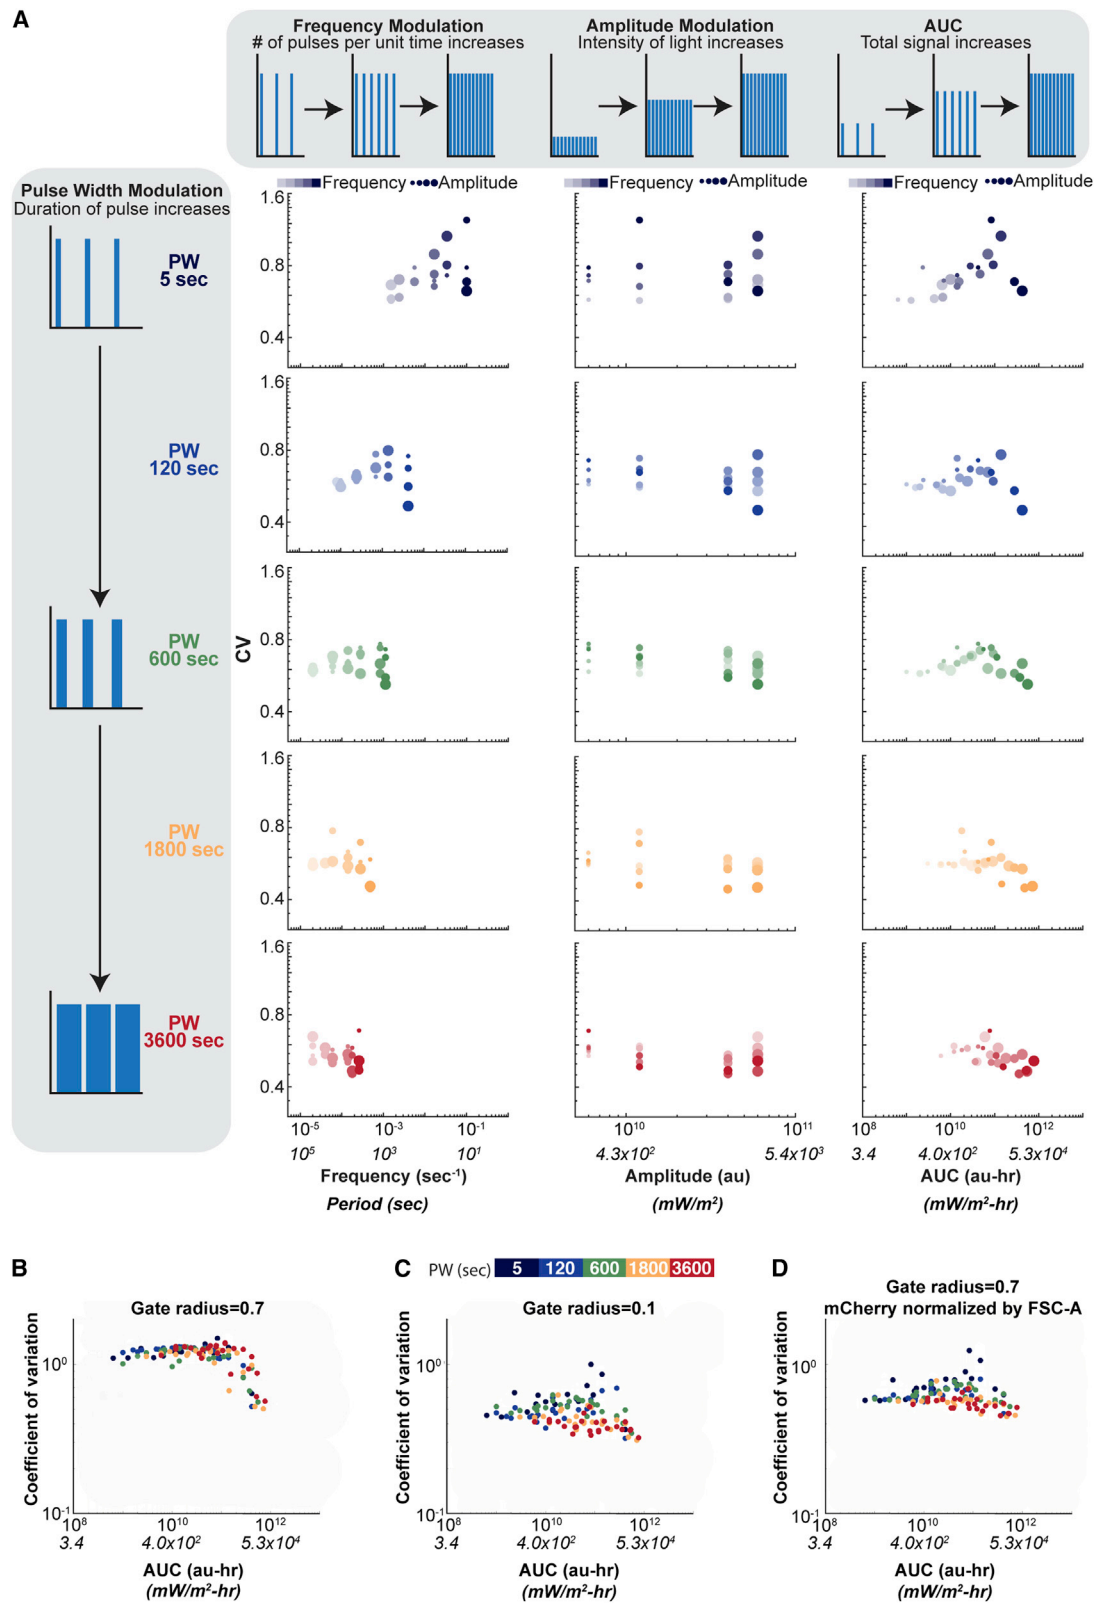 A
Frequency Modulation
# of pulses per unit time increases
Amplitude Modulation
Intensity of light increases
AUC
Total signal increases
Pulse Width Modulation
Duration of pulse increases
Frequency Amplitude
Frequency Amplitude
Frequency Amplitude
PW
5 sec
1.6
0.8
0.4
PW
120 sec
1.6
0.8
0.4
PW
600 sec
CV
1.6
0.8
0.4
PW
1800 sec
1.6
0.8
0.4
PW
3600 sec
1.6
0.8
0.4
10⁻⁵ 10⁻³ 10⁻¹
10⁵ 10³ 10¹
Frequency (sec⁻¹)
Period (sec)
10¹⁰ 10¹¹
4.3x10² 5.4x10³
Amplitude (au)
(mW/m²)
10⁸ 10¹⁰ 10¹²
3.4 4.0x10² 5.3x10⁴
AUC (au-hr)
(mW/m²-hr)
B
Gate radius=0.7
Coefficient of variation
10⁰
10⁻¹
10⁸ 10¹⁰ 10¹²
3.4 4.0x10² 5.3x10⁴
AUC (au-hr)
(mW/m²-hr)
C
PW (sec) 5 120 600 1800 3600
Gate radius=0.1
Coefficient of variation
10⁰
10⁻¹
10⁸ 10¹⁰ 10¹²
3.4 4.0x10² 5.3x10⁴
AUC (au-hr)
(mW/m²-hr)
D
Gate radius=0.7
mCherry normalized by FSC-A
Coefficient of variation
10⁰
10⁻¹
10⁸ 10¹⁰ 10¹²
3.4 4.0x10² 5.3x10⁴
AUC (au-hr)
(mW/m²-hr)